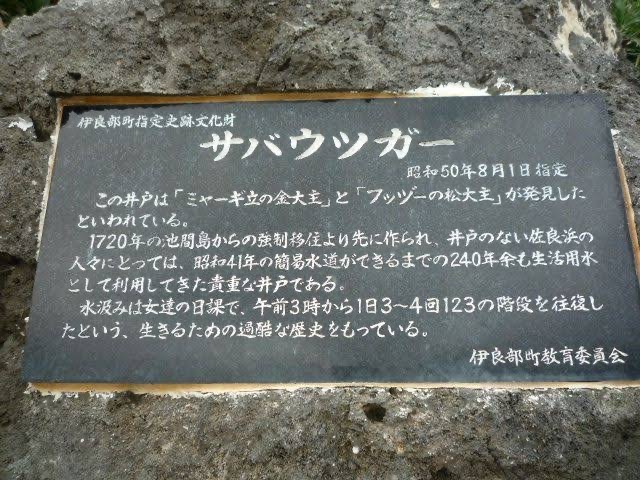 伊良部町指定史跡文化財
サバウツガー
昭和50年8月1日指定
この井戸は「ミャーギ立の金大主」と「フッヅーの松大主」が発見した
といわれている。
1720年の池間島からの強制移住より先に作られ、井戸のない佐良浜の
人々にとっては、昭和41年の簡易水道ができるまでの240年余も生活用水
として利用してきた貴重な井戸である。
水汲みは女達の日課で、午前3時から1日3～4回123の階段を往復し
たという、生きるための過酷な歴史をもっている。
伊良部町教育委員会